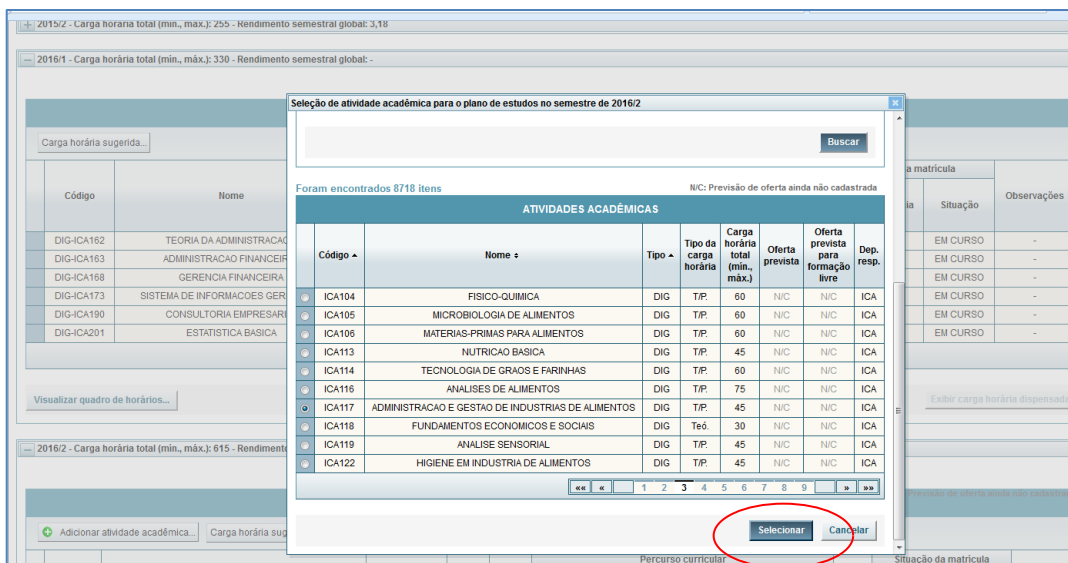 2015/2 - Carga horária total (mín., máx.): 255 - Rendimento semestral global: 3,18
2016/1 - Carga horária total (mín., máx.): 330 - Rendimento semestral global: -
Seleção de atividade acadêmica para o plano de estudos no semestre de 2016/2
Buscar
Carga horária sugerida...
Foram encontrados 8718 itens N/C: Previsão de oferta ainda não cadastrada
ATIVIDADES ACADÊMICAS
Código Nome Tipo Tipo da carga horária Carga horária total (mín., máx.) Oferta prevista Oferta prevista para formação livre Dep. resp.
ICA104 FISICO-QUIMICA DIG T/P. 60 N/C N/C ICA
ICA105 MICROBIOLOGIA DE ALIMENTOS DIG T/P. 60 N/C N/C ICA
ICA106 MATERIAS-PRIMAS PARA ALIMENTOS DIG T/P. 60 N/C N/C ICA
ICA113 NUTRICAO BASICA DIG T/P. 45 N/C N/C ICA
ICA114 TECNOLOGIA DE GRAOS E FARINHAS DIG T/P. 60 N/C N/C ICA
ICA116 ANALISES DE ALIMENTOS DIG T/P. 75 N/C N/C ICA
ICA117 ADMINISTRACAO E GESTAO DE INDUSTRIAS DE ALIMENTOS DIG T/P. 45 N/C N/C ICA
ICA118 FUNDAMENTOS ECONOMICOS E SOCIAIS DIG Teó. 30 N/C N/C ICA
ICA119 ANALISE SENSORIAL DIG T/P. 45 N/C N/C ICA
ICA122 HIGIENE EM INDUSTRIA DE ALIMENTOS DIG T/P. 45 N/C N/C ICA
«« « 1 2 3 4 5 6 7 8 9 » »»
Selecionar Cancelar
Código Nome a matrícula
ia Situação Observações
DIG-ICA162 TEORIA DA ADMINISTRACAO EM CURSO -
DIG-ICA163 ADMINISTRACAO FINANCEIR EM CURSO -
DIG-ICA168 GERENCIA FINANCEIRA EM CURSO -
DIG-ICA173 SISTEMA DE INFORMACOES GER EM CURSO -
DIG-ICA190 CONSULTORIA EMPRESARI EM CURSO -
DIG-ICA201 ESTATISTICA BASICA EM CURSO -
Visualizar quadro de horários... Exibir carga horária dispensada
2016/2 - Carga horária total (mín., máx.): 615 - Rendimento
Previsão de oferta ainda não cadastrad
Adicionar atividade acadêmica... Carga horária sug
Percurso curricular Situação da matrícula